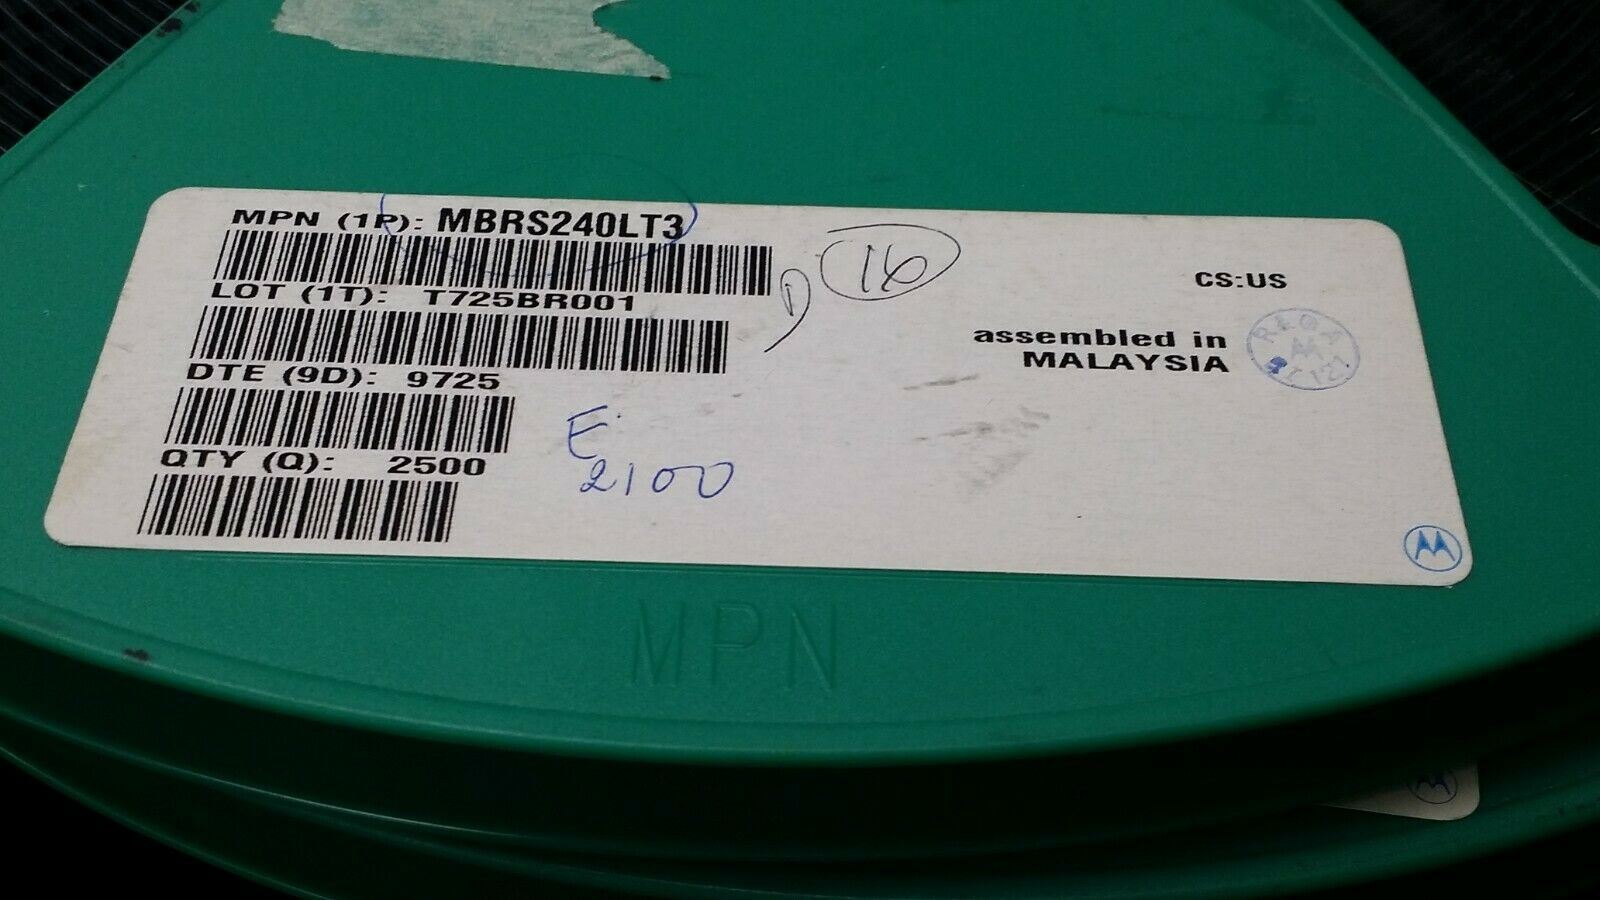 MPN (1P): MBRS240LT3
16
D
CS:US
LOT (1T): T725BR001
assembled in
MALAYSIA
DTE (9D): 9725
E
2100
QTY (Q): 2500
MPN